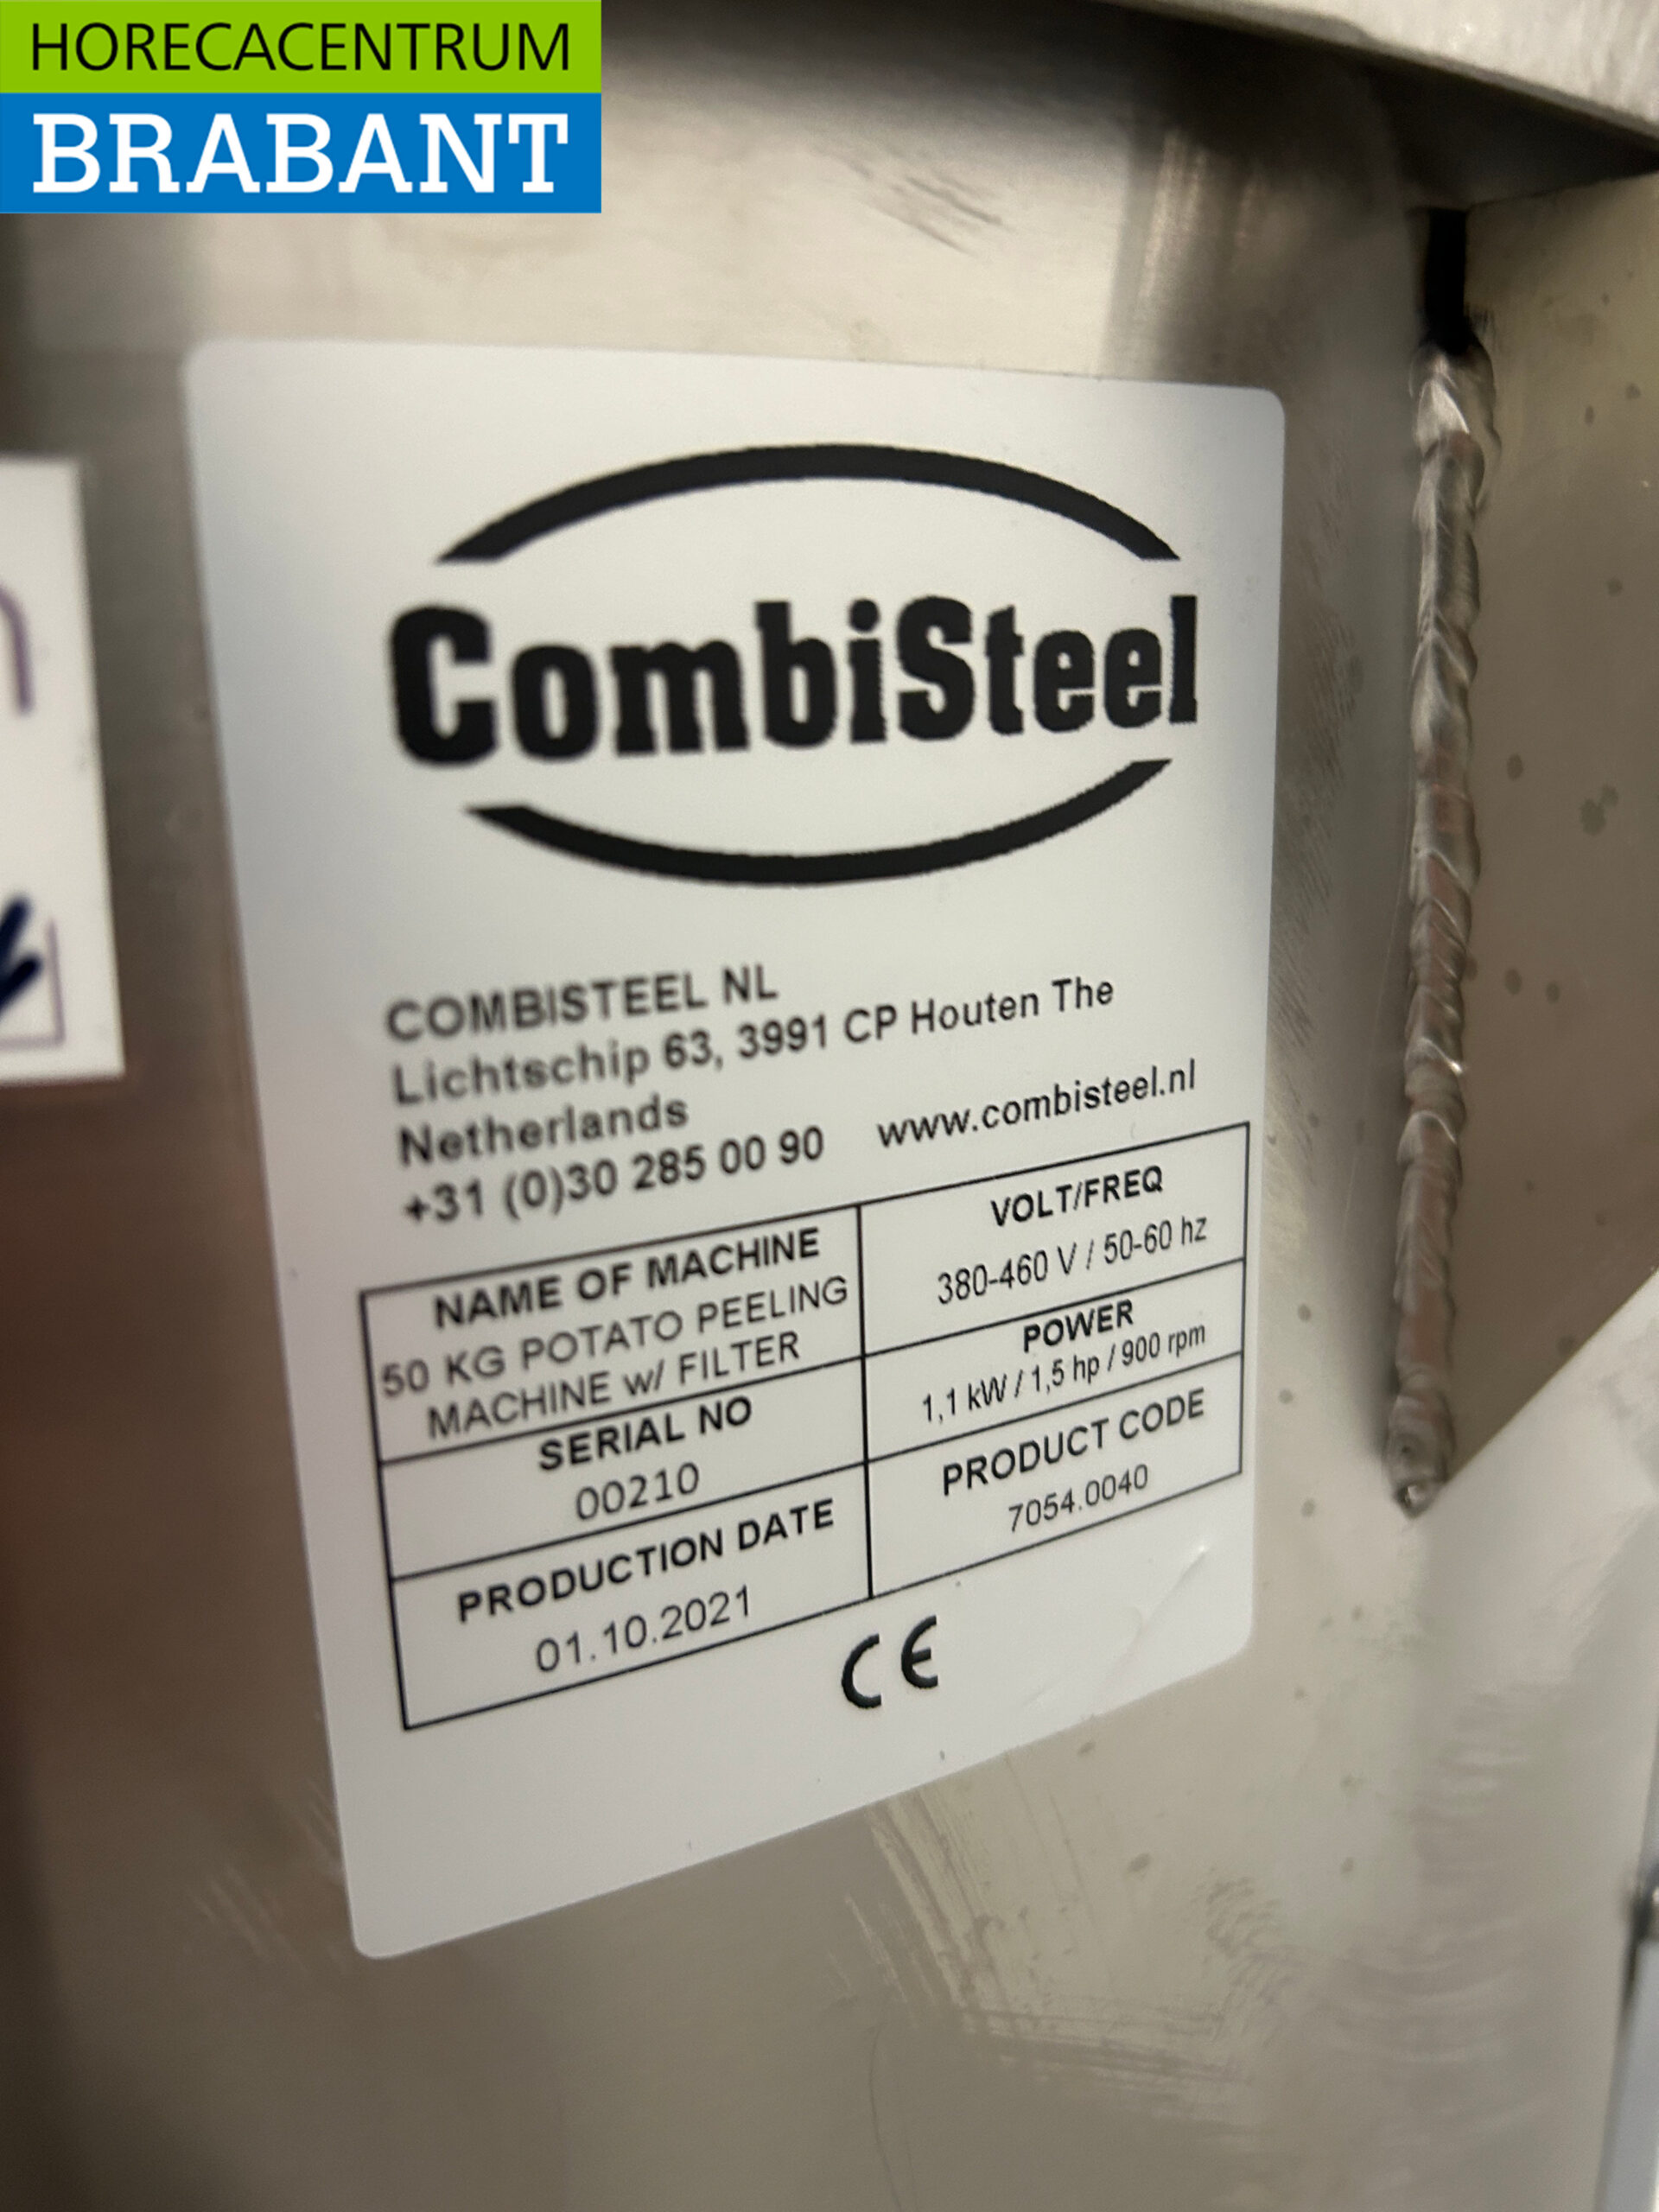 HORECACENTRUM
BRABANT
CombiSteel
COMBISTEEL NL
Lichtschip 63, 3991 CP Houten The
Netherlands
+31 (0)30 285 00 90 www.combisteel.nl
NAME OF MACHINE
50 KG POTATO PEELING
MACHINE w/ FILTER
VOLT/FREQ
380-460 V / 50-60 hz
SERIAL NO
00210
POWER
1,1 kW / 1,5 hp / 900 rpm
PRODUCTION DATE
01.10.2021
PRODUCT CODE
7054.0040
CE